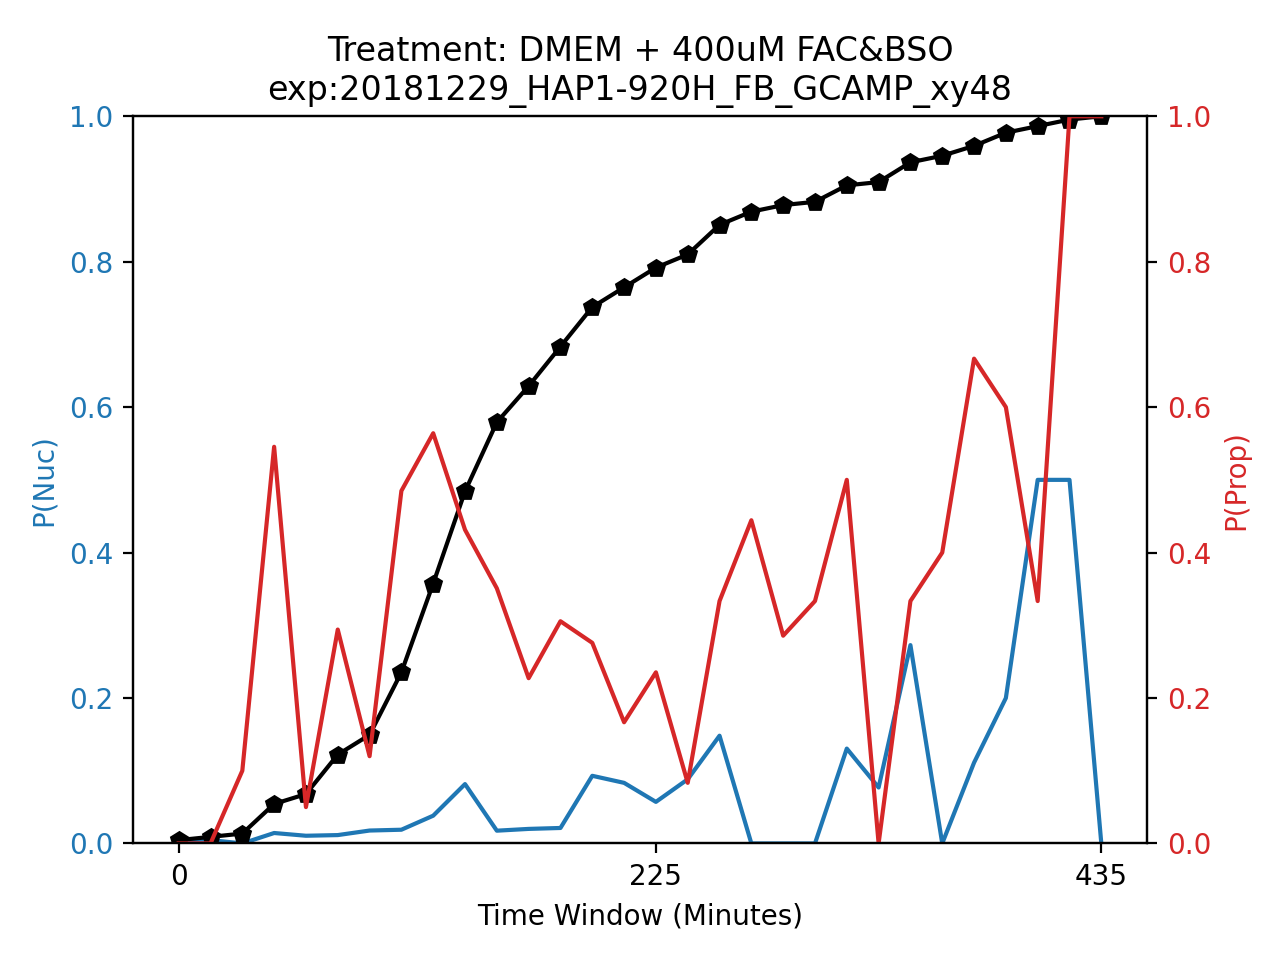 Treatment: DMEM + 400uM FAC&BSO
exp:20181229_HAP1-920H_FB_GCAMP_xy48
1.0
0.8
0.6
0.4
0.2
0.0
P(Nuc)
1.0
0.8
0.6
0.4
0.2
0.0
P(Prop)
0 225 435
Time Window (Minutes)